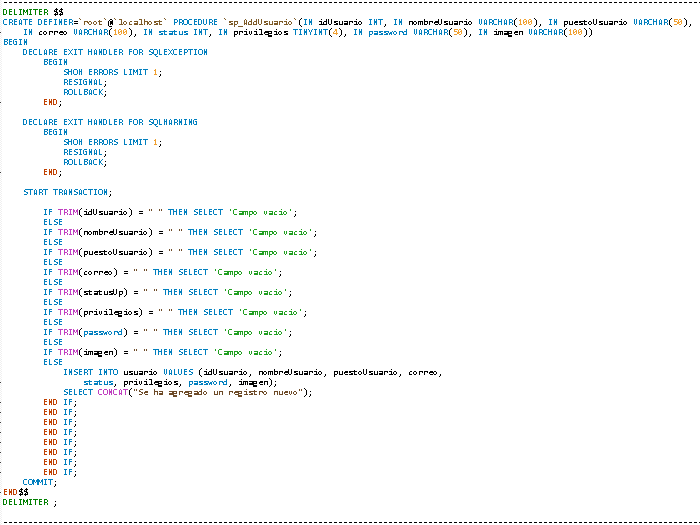 DELIMITER $$
CREATE DEFINER=`root`@`localhost` PROCEDURE `sp_AddUsuario`(IN idUsuario INT, IN nombreUsuario VARCHAR(100), IN puestoUsuario VARCHAR(50),
IN correo VARCHAR(100), IN status INT, IN privilegios TINYINT(4), IN password VARCHAR(50), IN imagen VARCHAR(100))
BEGIN
DECLARE EXIT HANDLER FOR SQLEXCEPTION
BEGIN
SHOW ERRORS LIMIT 1;
RESIGNAL;
ROLLBACK;
END;
DECLARE EXIT HANDLER FOR SQLWARNING
BEGIN
SHOW ERRORS LIMIT 1;
RESIGNAL;
ROLLBACK;
END;
START TRANSACTION;
IF TRIM(idUsuario) = " " THEN SELECT 'Campo vacio';
ELSE
IF TRIM(nombreUsuario) = " " THEN SELECT 'Campo vacio';
ELSE
IF TRIM(puestoUsuario) = " " THEN SELECT 'Campo vacio';
ELSE
IF TRIM(correo) = " " THEN SELECT 'Campo vacio';
ELSE
IF TRIM(statusUp) = " " THEN SELECT 'Campo vacio';
ELSE
IF TRIM(privilegios) = " " THEN SELECT 'Campo vacio';
ELSE
IF TRIM(password) = " " THEN SELECT 'Campo vacio';
ELSE
IF TRIM(imagen) = " " THEN SELECT 'Campo vacio';
ELSE
INSERT INTO usuario VALUES (idUsuario, nombreUsuario, puestoUsuario, correo,
status, privilegios, password, imagen);
SELECT CONCAT("Se ha agregado un registro nuevo");
END IF;
END IF;
END IF;
END IF;
END IF;
END IF;
END IF;
END IF;
COMMIT;
END$$
DELIMITER ;